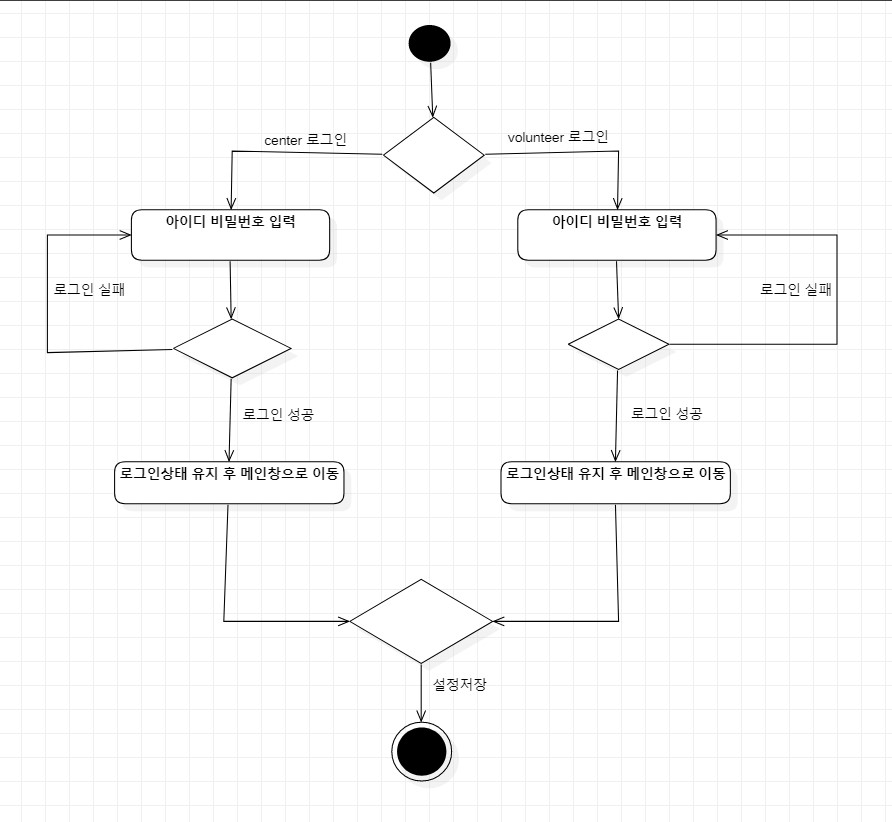 center 로그인
volunteer 로그인
아이디 비밀번호 입력
아이디 비밀번호 입력
로그인 실패
로그인 실패
로그인 성공
로그인 성공
로그인상태 유지 후 메인창으로 이동
로그인상태 유지 후 메인창으로 이동
설정저장